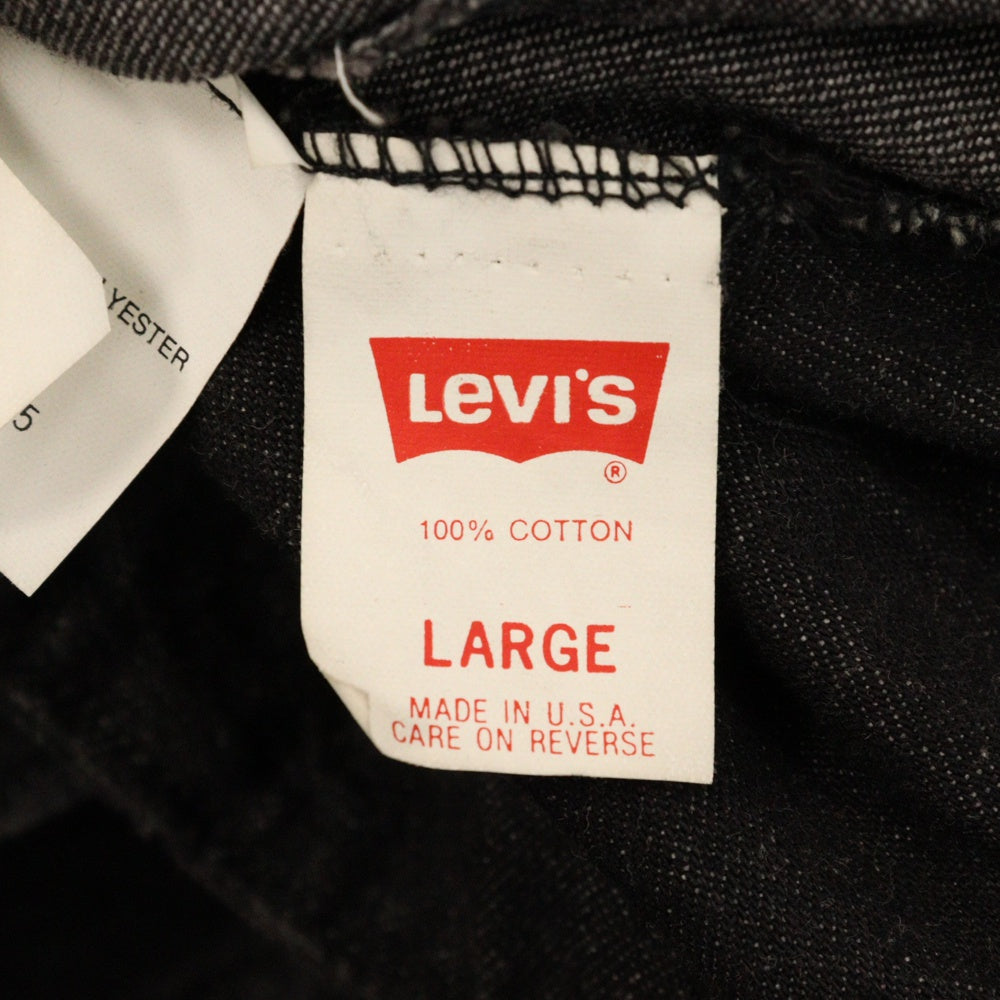 LEVI'S
®
100% COTTON
LARGE
MADE IN U.S.A.
CARE ON REVERSE
YESTER
5